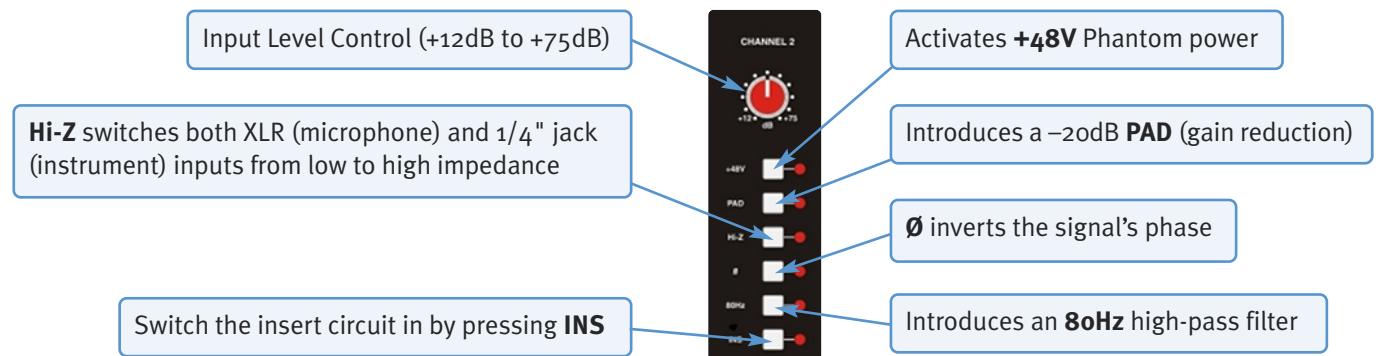 Input Level Control (+12dB to +75dB)
Hi-Z switches both XLR (microphone) and 1/4" jack
(instrument) inputs from low to high impedance
Switch the insert circuit in by pressing INS
CHANNEL 2
+12 +75
dB
+48V
PAD
Hi-Z
Ø
80Hz
INS
Activates +48V Phantom power
Introduces a –20dB PAD (gain reduction)
Ø inverts the signal’s phase
Introduces an 80Hz high-pass filter